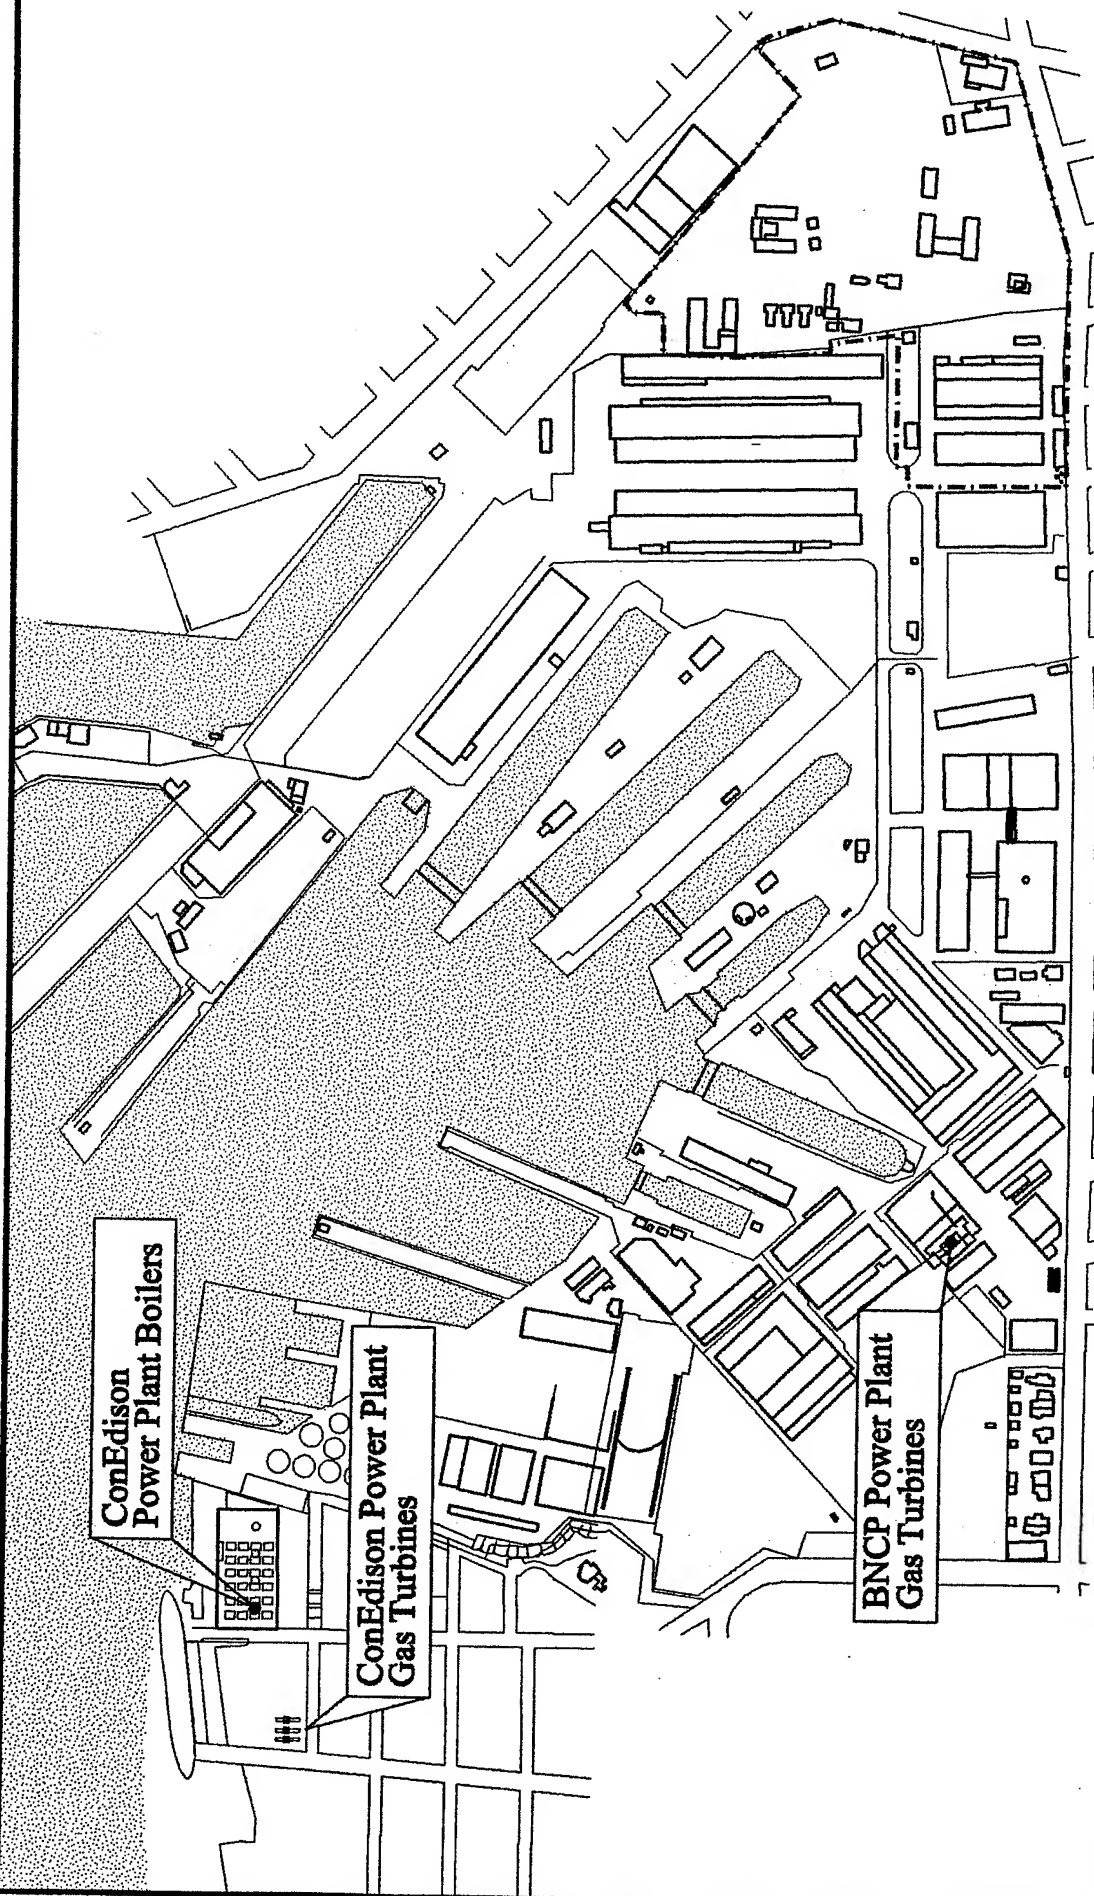 ConEdison
Power Plant Boilers
ConEdison Power Plant
Gas Turbines
BNCP Power Plant
Gas Turbines